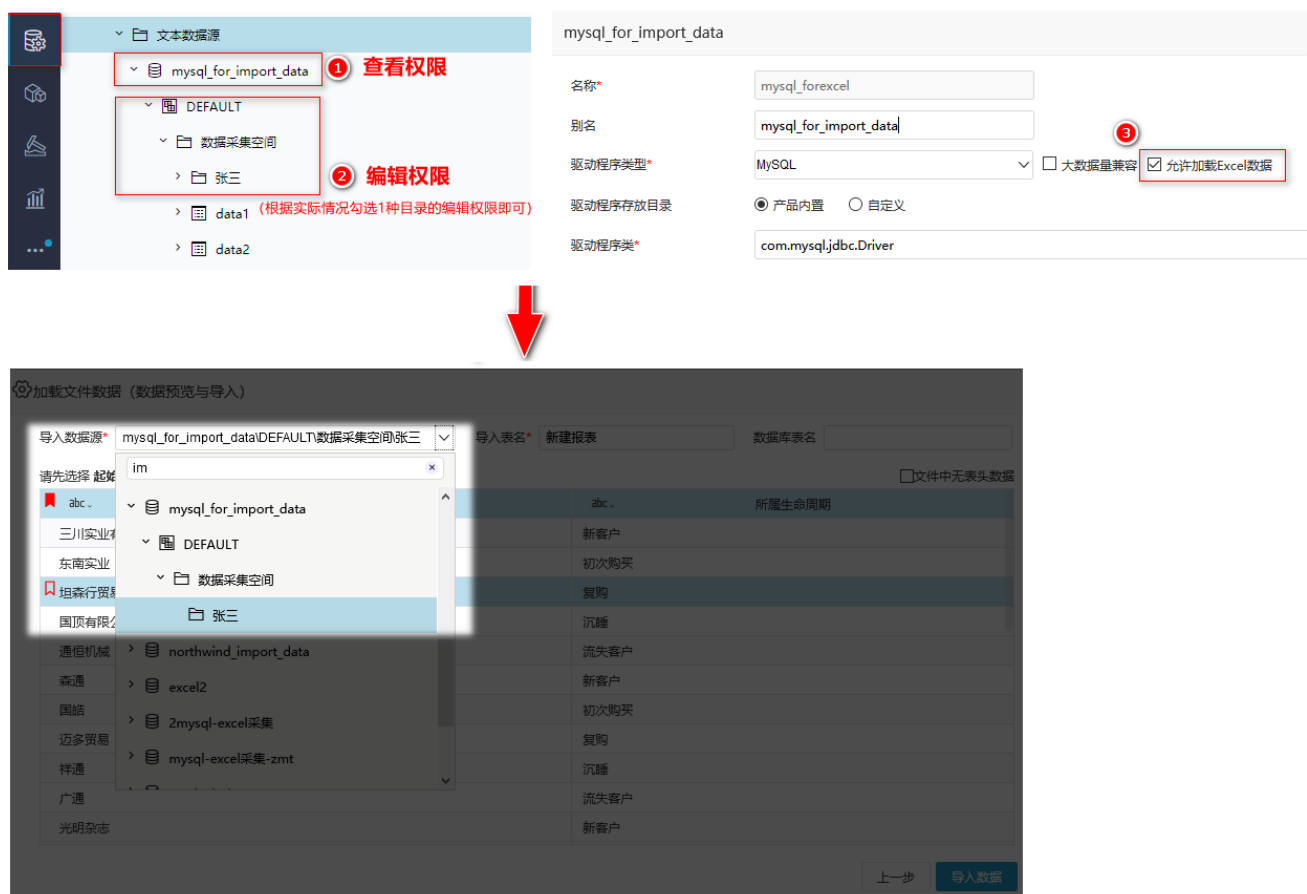 文本数据源
mysql_for_import_data
1 查看权限
DEFAULT
数据采集空间
张三
2 编辑权限
(根据实际情况勾选1种目录的编辑权限即可)
data1
data2
mysql_for_import_data
名称*
mysql_forexcel
别名
mysql_for_import_data
3
驱动程序类型*
MySQL
大数据量兼容
允许加载Excel数据
驱动程序存放目录
产品内置
自定义
驱动程序类*
com.mysql.jdbc.Driver
加载文件数据（数据预览与导入）
导入数据源* mysql_for_import_data\DEFAULT\数据采集空间\张三 导入表名* 新建报表 数据库表名
请先选择 起始
文件中无表头数据
im
abc
abc
所属生命周期
mysql_for_import_data
DEFAULT
数据采集空间
张三
northwind_import_data
excel2
2mysql-excel采集
mysql-excel采集-zmt
三川实业有
新客户
东南实业
初次购买
坦森行贸易
复购
国顶有限公
沉睡
通恒机械
流失客户
森通
新客户
国皓
初次购买
迈多贸易
复购
祥通
沉睡
广通
流失客户
光明杂志
新客户
上一步
导入数据